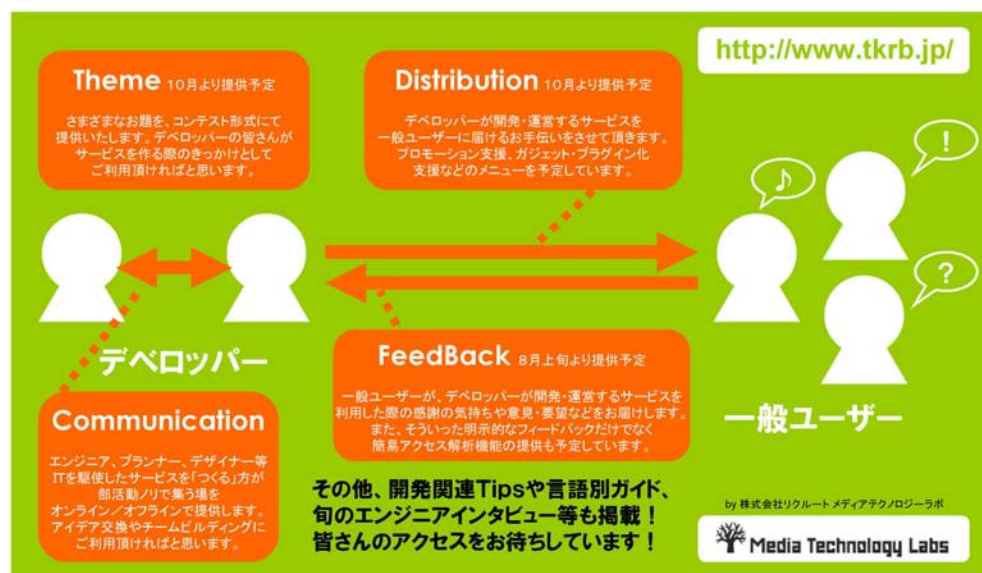 http://www.tkrb.jp/
Theme 10月より提供予定
さまざまなお題を、コンテスト形式にて
提供いたします。デベロッパーの皆さんが
サービスを作る際のきっかけとして
ご利用頂ければと思います。
Distribution 10月より提供予定
デベロッパーが開発・運営するサービスを
一般ユーザーに届けるお手伝いをさせて頂きます。
プロモーション支援、ガジェット・プラグイン化
支援などのメニューを予定しています。
♪
!
?
デベロッパー
一般ユーザー
FeedBack 8月上旬より提供予定
一般ユーザーが、デベロッパーが開発・運営するサービスを
利用した際の感謝の気持ちや意見・要望などをお届けします。
また、そういった明示的なフィードバックだけでなく
簡易アクセス解析機能の提供も予定しています。
Communication
エンジニア、プランナー、デザイナー等
ITを駆使したサービスを「つくる」方が
部活動ノリで集う場を
オンライン/オフラインで提供します。
アイデア交換やチームビルディングに
ご利用頂ければと思います。
その他、開発関連Tipsや言語別ガイド、
旬のエンジニアインタビュー等も掲載！
皆さんのアクセスをお待ちしています！
by 株式会社リクルート メディアテクノロジーラボ
Media Technology Labs